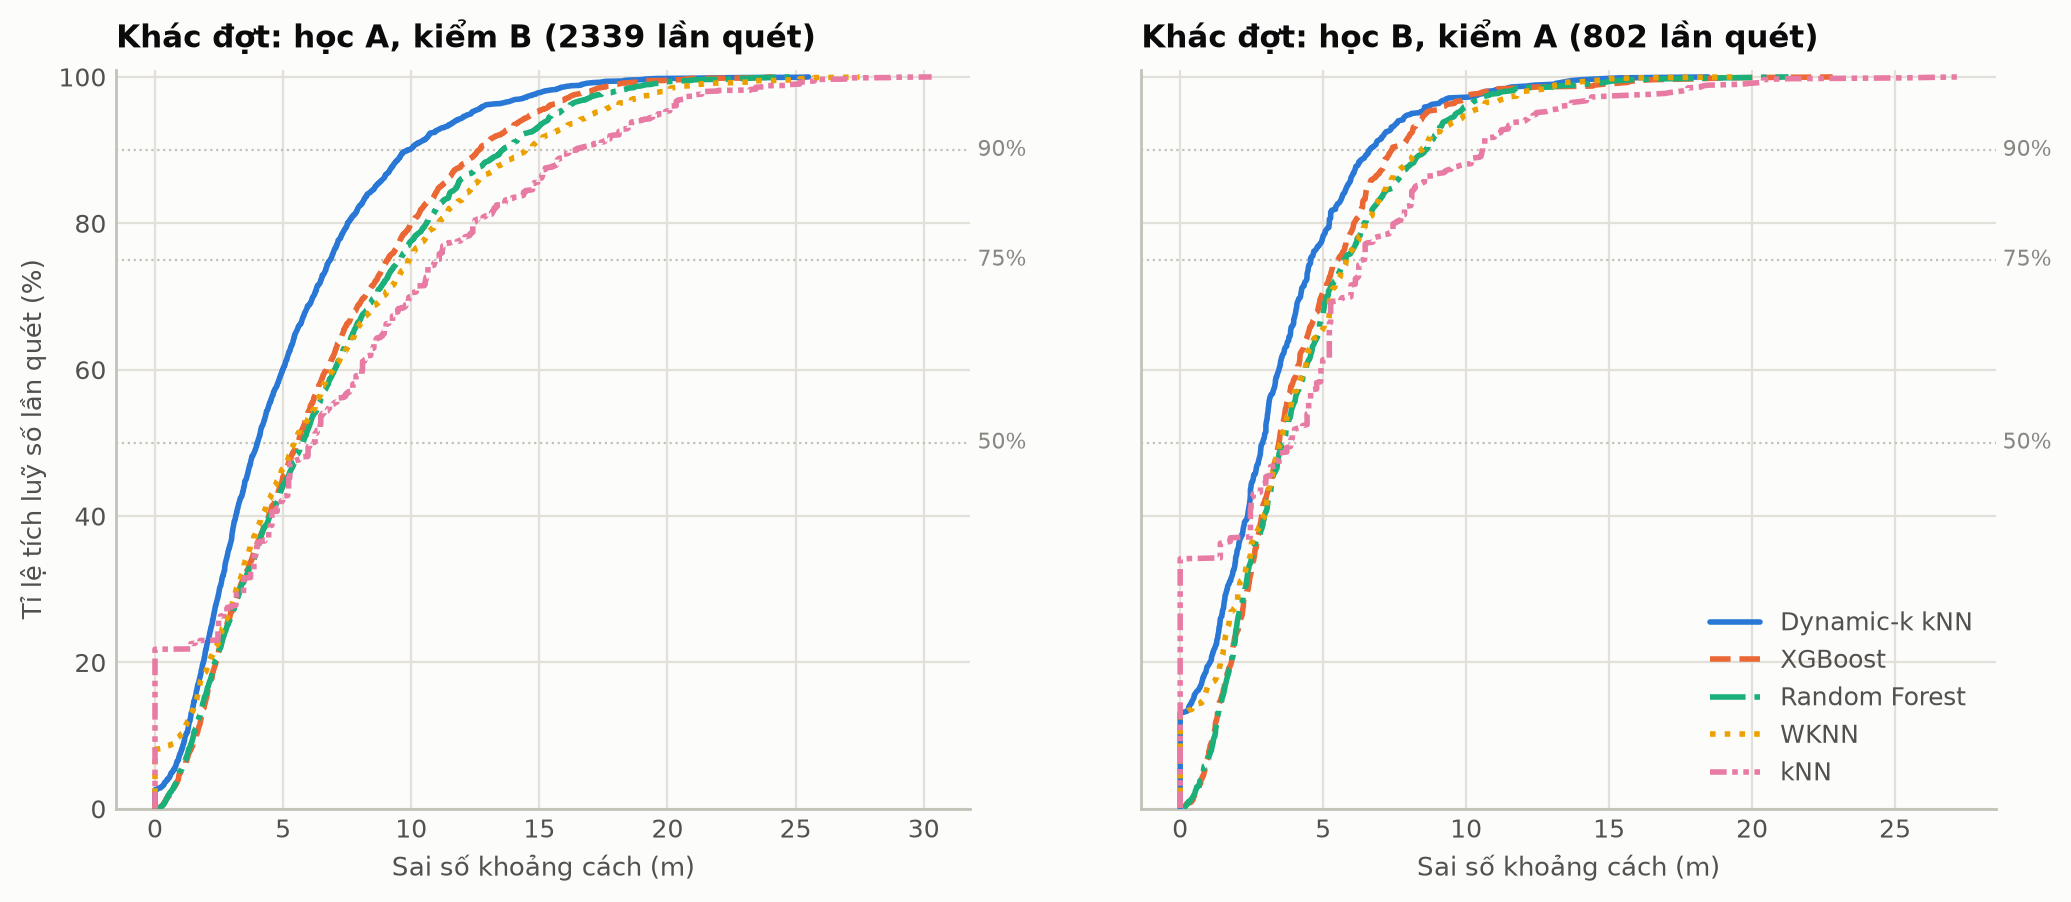 Khác đợt: học A, kiểm B (2339 lần quét)
Tỉ lệ tích luỹ số lần quét (%)
100
80
60
40
20
0
90%
75%
50%
0 5 10 15 20 25 30
Sai số khoảng cách (m)
Khác đợt: học B, kiểm A (802 lần quét)
90%
75%
50%
Dynamic-k kNN
XGBoost
Random Forest
WKNN
kNN
0 5 10 15 20 25
Sai số khoảng cách (m)